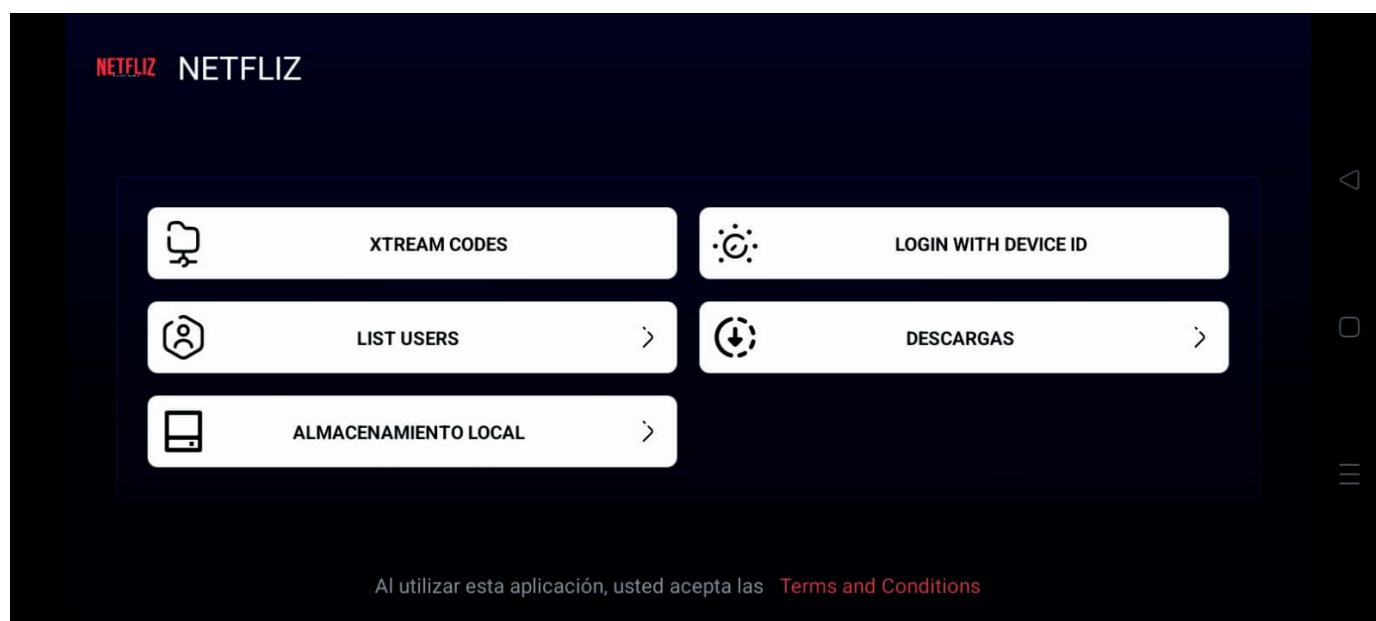 NETFLIZ NETFLIZ
XTREAM CODES
LOGIN WITH DEVICE ID
LIST USERS
DESCARGAS
ALMACENAMIENTO LOCAL
Al utilizar esta aplicación, usted acepta las Terms and Conditions